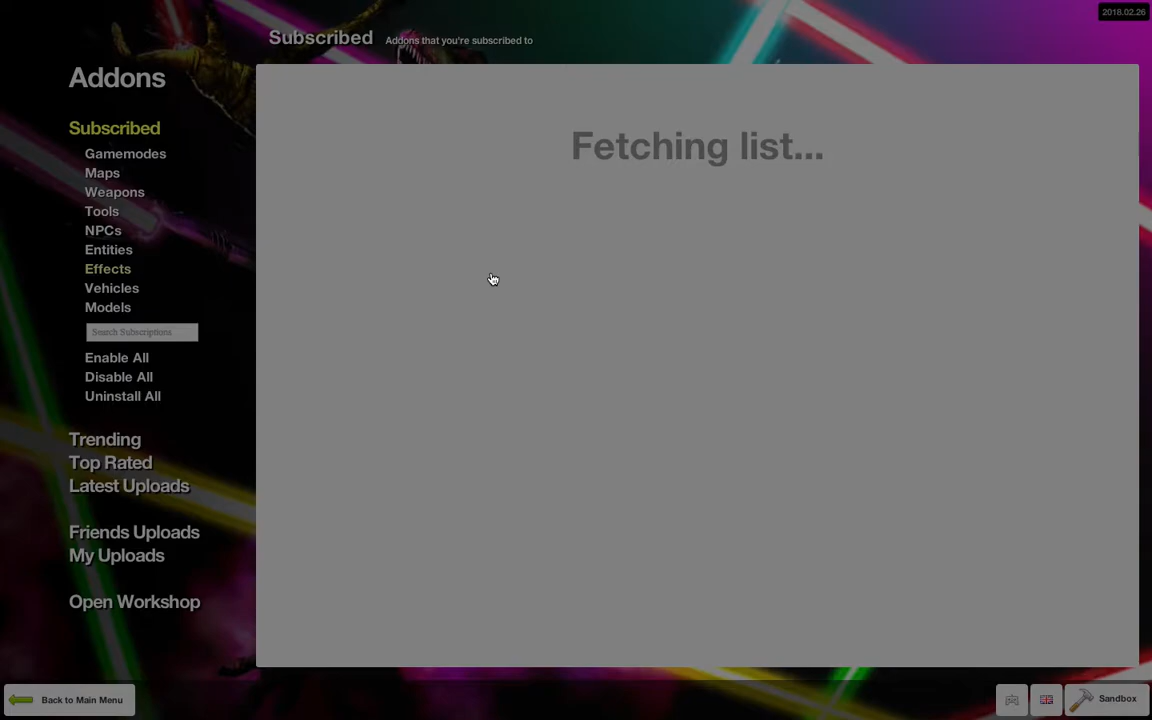 2018.02.26
Subscribed Addons that you're subscribed to
Addons
Fetching list...
Subscribed
Gamemodes
Maps
Weapons
Tools
NPCs
Entities
Effects
Vehicles
Models
Search Subscriptions
Enable All
Disable All
Uninstall All
Trending
Top Rated
Latest Uploads
Friends Uploads
My Uploads
Open Workshop
Back to Main Menu
Sandbox